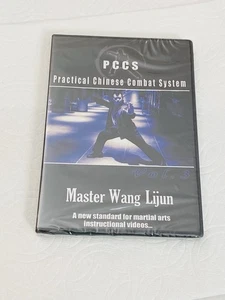 PCCS
Practical Chinese Combat System
Master Wang Lijun
A new standard for martial arts
instructional videos...